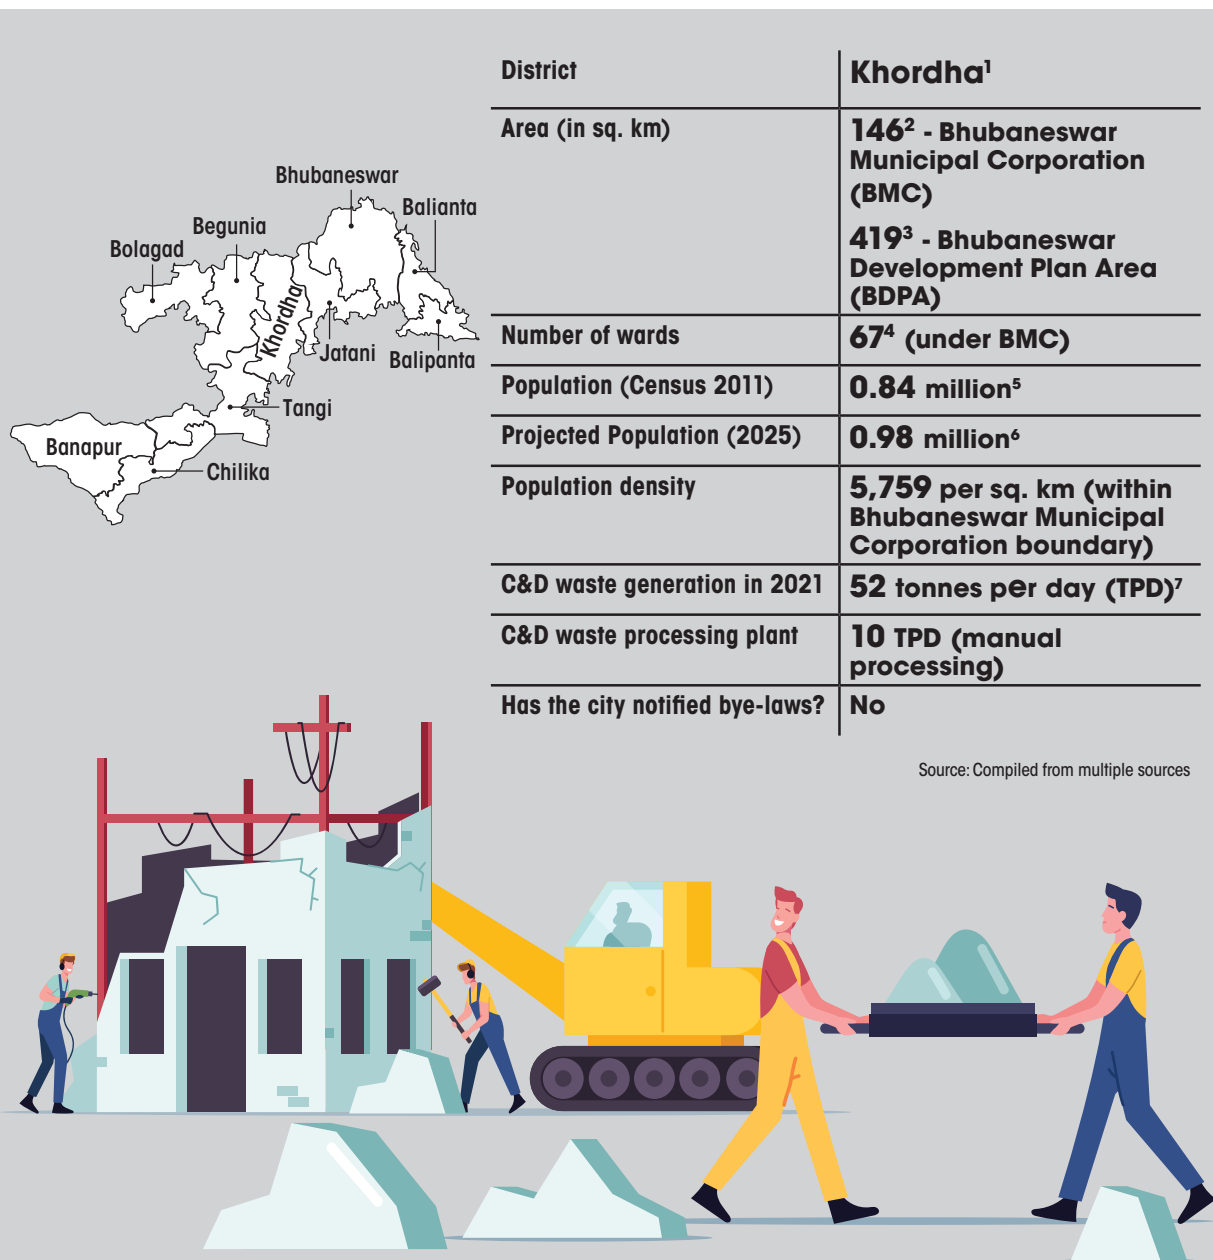 District
Khordha¹
Area (in sq. km)
146² - Bhubaneswar
Municipal Corporation
(BMC)
419³ - Bhubaneswar
Development Plan Area
(BDPA)
Number of wards
67⁴ (under BMC)
Population (Census 2011)
0.84 million⁵
Projected Population (2025)
0.98 million⁶
Population density
5,759 per sq. km (within
Bhubaneswar Municipal
Corporation boundary)
C&D waste generation in 2021
52 tonnes per day (TPD)⁷
C&D waste processing plant
10 TPD (manual
processing)
Has the city notified bye-laws?
No
Source: Compiled from multiple sources
Bhubaneswar
Balianta
Begunia
Bolagad
Khordha
Jatani
Balipanta
Tangi
Banapur
Chilika